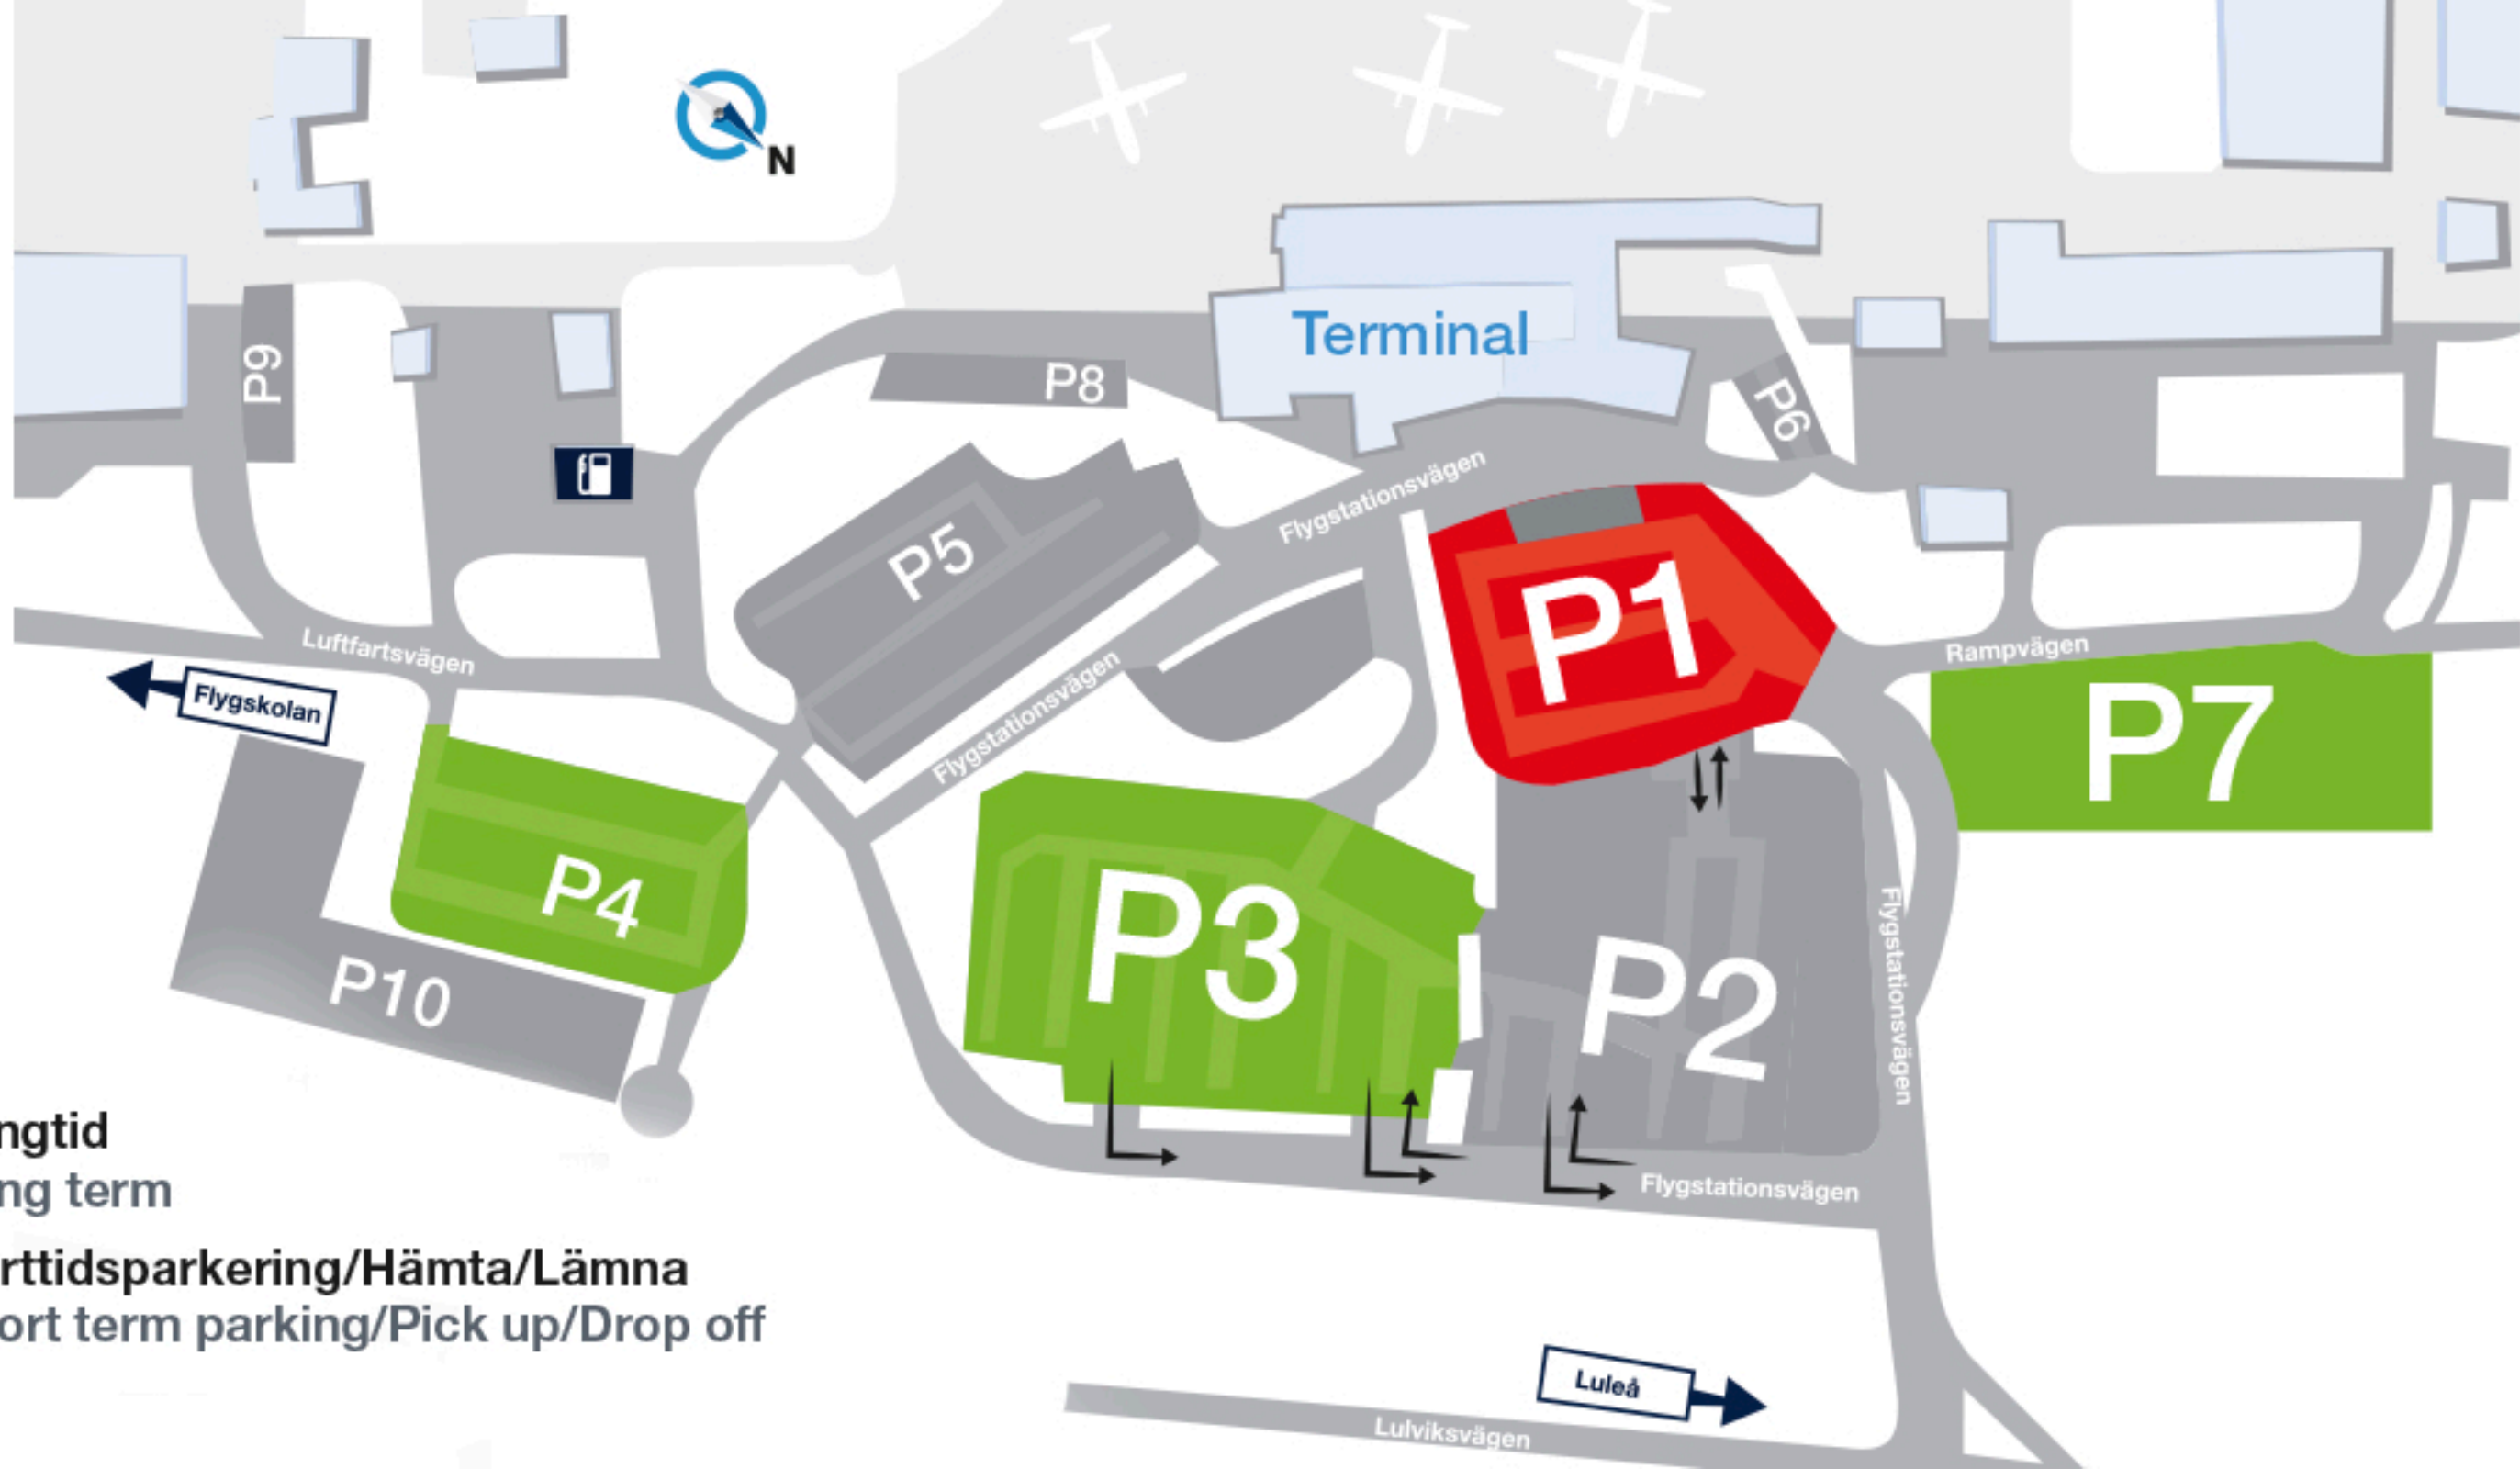 N
Terminal
P9
P8
P6
Flygstationsvägen
P5
P1
Luftfartsvägen
Rampvägen
Flygskolan
Flygstationsvägen
P7
P4
P3
P10
P2
Flygstationsvägen
ngtid
ng term
Flygstationsvägen
rttidsparkering/Hämta/Lämna
ort term parking/Pick up/Drop off
Luleå
Lulviksvägen